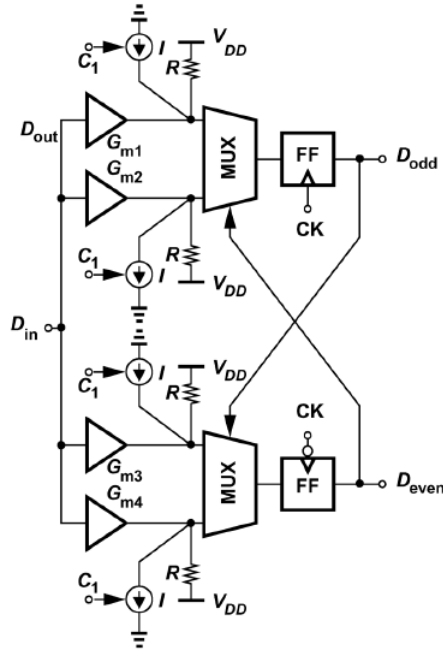 C1 I VDD
R
Dout
Gm1
MUX FF Dodd
Gm2
CK
R
C1 I VDD
Din
C1 I VDD
R
CK
Gm3
MUX FF Deven
Gm4
R
C1 I VDD